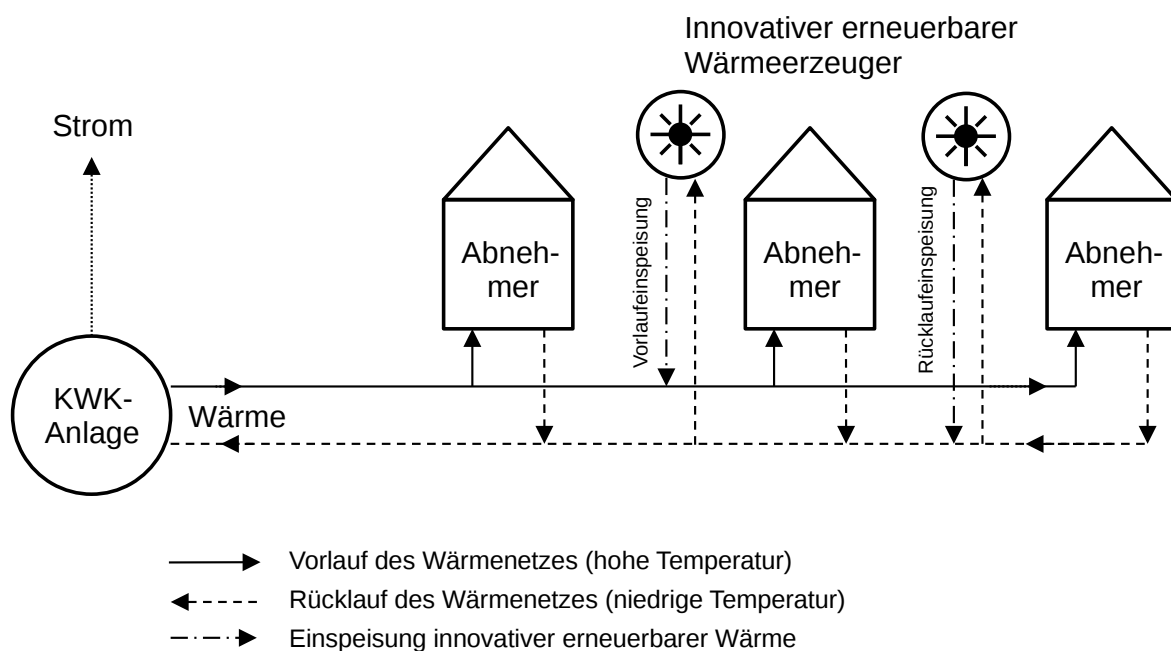 Innovativer erneuerbarer
Wärmeerzeuger
Strom
Vorlaufeinspeisung
Rücklaufeinspeisung
Abneh-
mer
Abneh-
mer
Abneh-
mer
KWK-
Anlage
Wärme
Vorlauf des Wärmenetzes (hohe Temperatur)
Rücklauf des Wärmenetzes (niedrige Temperatur)
Einspeisung innovativer erneuerbarer Wärme